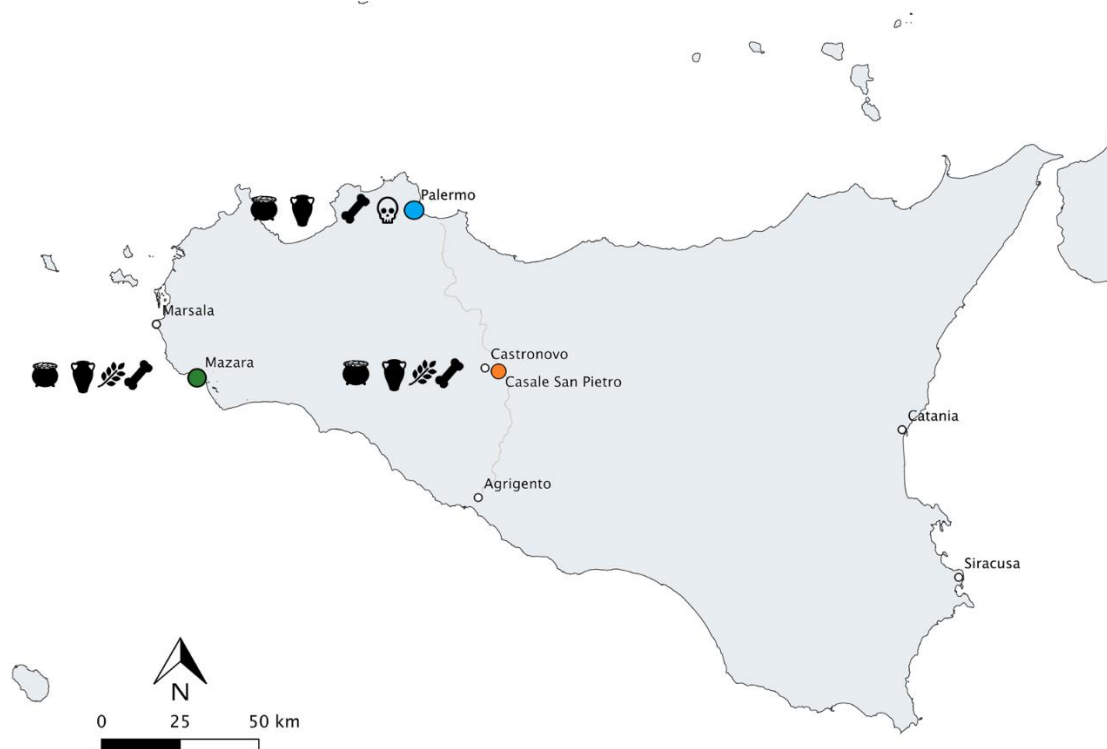 Palermo
Marsala
Mazara
Castronovo
Casale San Pietro
Catania
Agrigento
Siracusa
N
0 25 50 km